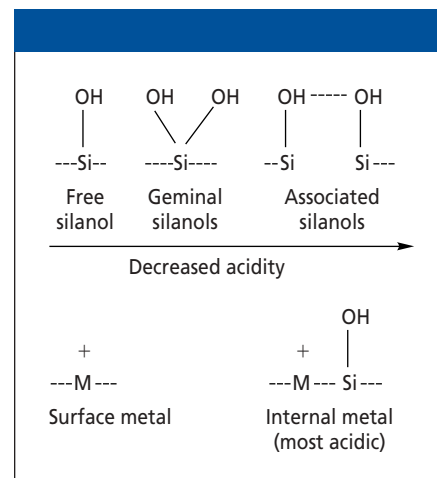 OH OH OH OH ----- OH
---Si-- ----Si---- --Si Si---
Free Geminal Associated
silanol silanols silanols
Decreased acidity
OH
+ +
---M--- ---M--- Si---
Surface metal Internal metal
(most acidic)